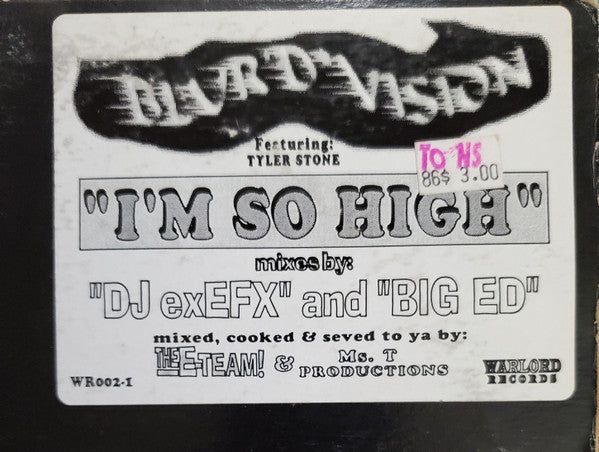 BLUR'D VISION
Featuring:
TYLER STONE
TO NS
86$ 3.00
"I'M SO HIGH"
mixes by:
"DJ exEFX" and "BIG ED"
mixed, cooked & seved to ya by:
THE E-TEAM! & Ms. T PRODUCTIONS
WARLORD RECORDS
WR002-1